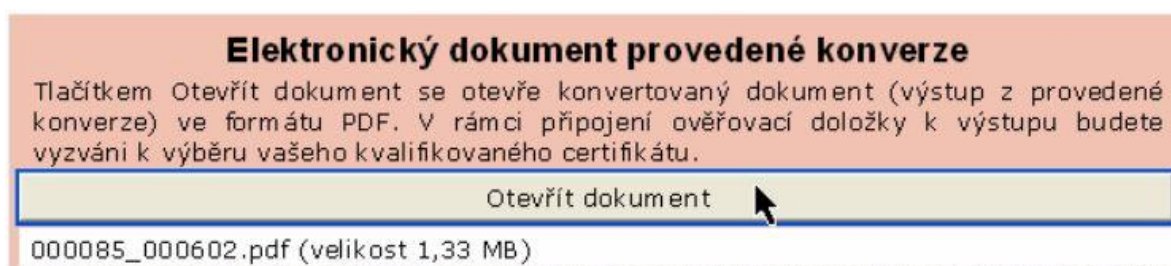 Elektronický dokument provedené konverze
Tlačítkem Otevřít dokument se otevře konvertovaný dokument (výstup z provedené
konverze) ve formátu PDF. V rámci připojení ověřovací doložky k výstupu budete
vyzváni k výběru vašeho kvalifikovaného certifikátu.
Otevřít dokument
000085_000602.pdf (velikost 1,33 MB)